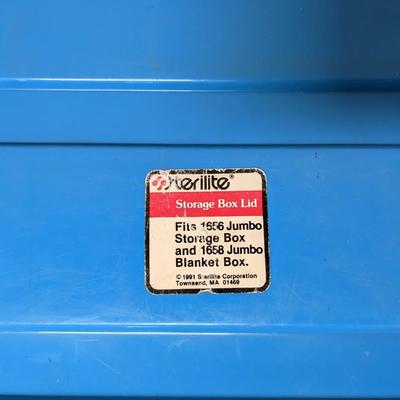 Sterilite®
Storage Box Lid
Fits 1656 Jumbo
Storage Box
and 1658 Jumbo
Blanket Box.
© 1991 Sterilite Corporation
Townsend, MA 01469